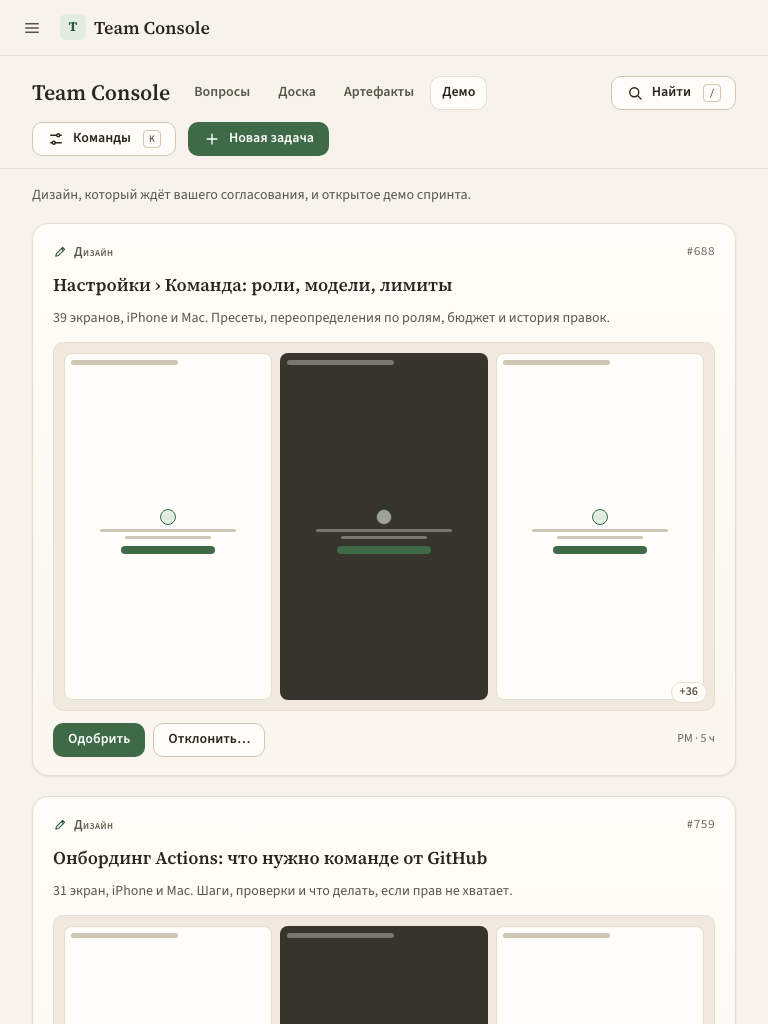 T Team Console
Team Console Вопросы Доска Артефакты Демо Найти /
Команды K Новая задача
Дизайн, который ждёт вашего согласования, и открытое демо спринта.
Дизайн #688
Настройки › Команда: роли, модели, лимиты
39 экранов, iPhone и Mac. Пресеты, переопределения по ролям, бюджет и история правок.
+36
Одобрить Отклонить… PM · 5 ч
Дизайн #759
Онбординг Actions: что нужно команде от GitHub
31 экран, iPhone и Mac. Шаги, проверки и что делать, если прав не хватает.